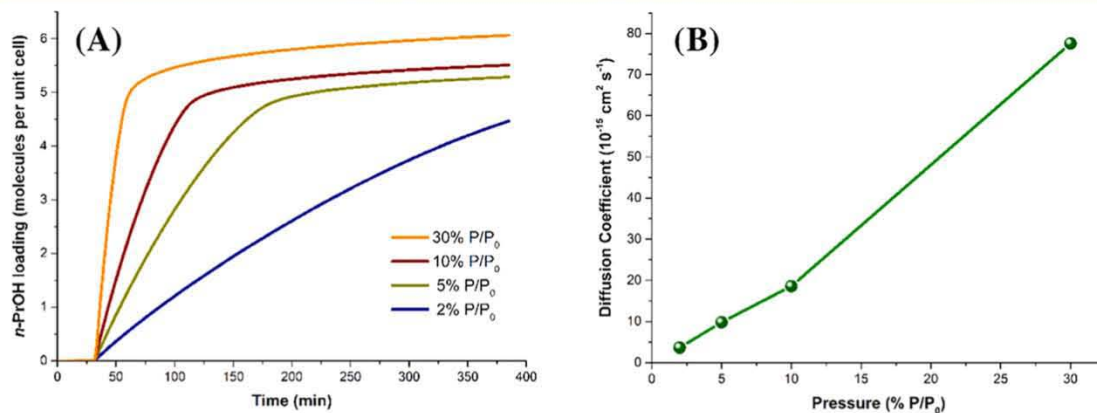 (A)
n-PrOH loading (molecules per unit cell)
6
5
4
3
2
1
0
30% P/P₀
10% P/P₀
5% P/P₀
2% P/P₀
0 50 100 150 200 250 300 350 400
Time (min)
(B)
Diffusion Coefficient (10⁻¹⁵ cm² s⁻¹)
80
70
60
50
40
30
20
10
0
0 5 10 15 20 25 30
Pressure (% P/P₀)